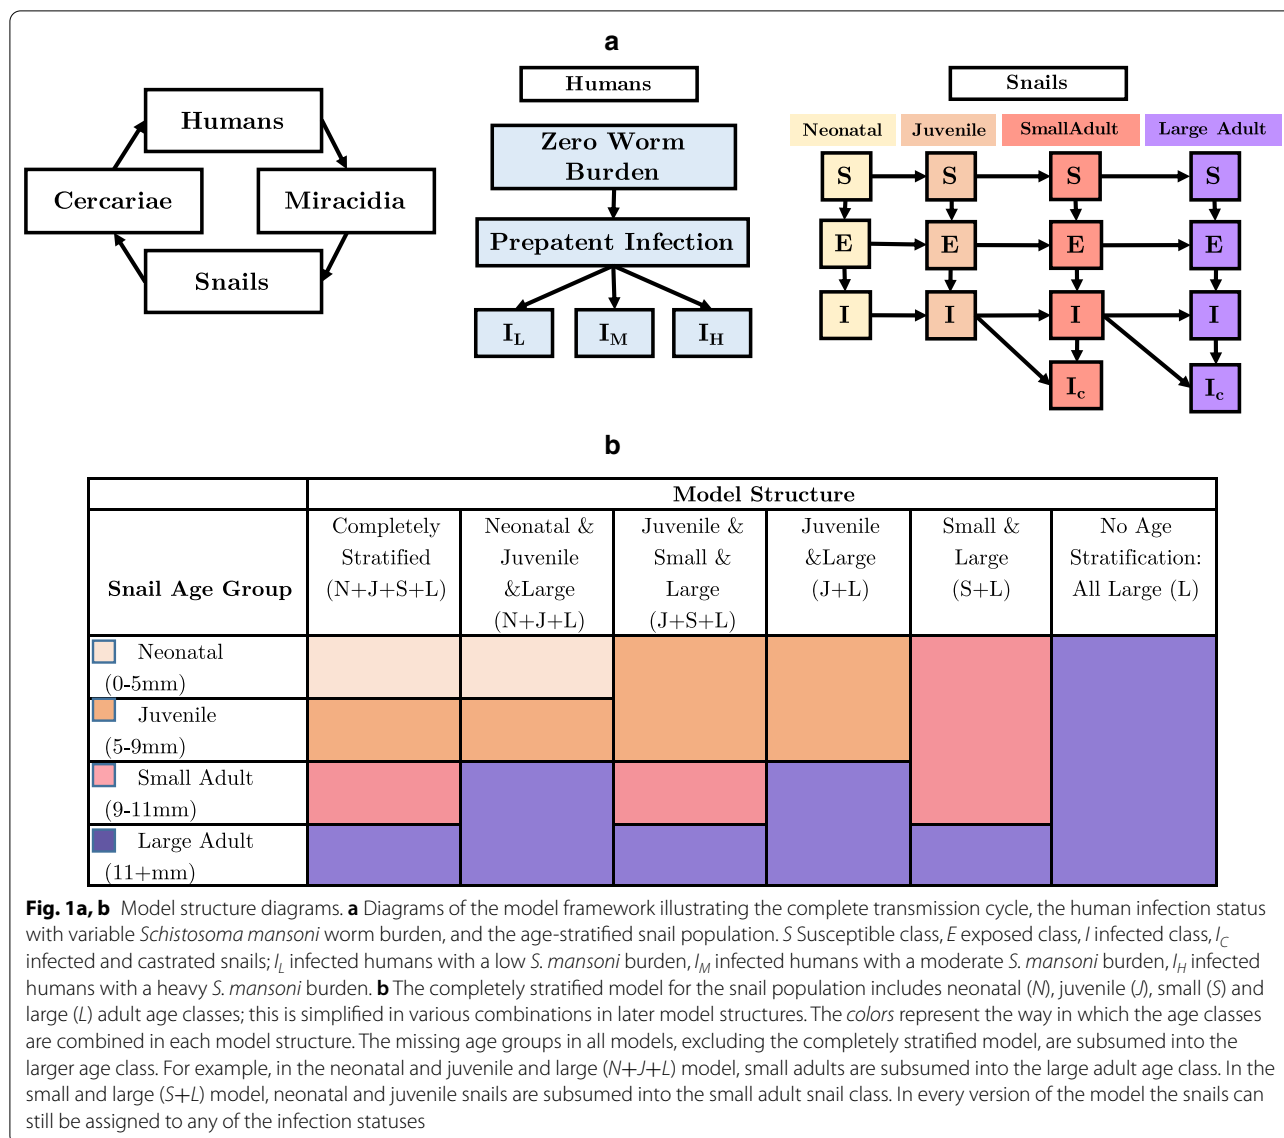 a
Humans
Cercariae
Miracidia
Snails
Humans
Zero Worm
Burden
Prepatent Infection
I_L
I_M
I_H
Snails
Neonatal
Juvenile
SmallAdult
Large Adult
S
S
S
S
E
E
E
E
I
I
I
I
I_c
I_c
b
Model Structure
Snail Age Group
Completely
Stratified
(N+J+S+L)
Neonatal &
Juvenile
&Large
(N+J+L)
Juvenile &
Small &
Large
(J+S+L)
Juvenile
&Large
(J+L)
Small &
Large
(S+L)
No Age
Stratification:
All Large (L)
Neonatal
(0-5mm)
Juvenile
(5-9mm)
Small Adult
(9-11mm)
Large Adult
(11+mm)
Fig. 1a, b Model structure diagrams. a Diagrams of the model framework illustrating the complete transmission cycle, the human infection status
with variable Schistosoma mansoni worm burden, and the age-stratified snail population. S Susceptible class, E exposed class, I infected class, I_C
infected and castrated snails; I_L infected humans with a low S. mansoni burden, I_M infected humans with a moderate S. mansoni burden, I_H infected
humans with a heavy S. mansoni burden. b The completely stratified model for the snail population includes neonatal (N), juvenile (J), small (S) and
large (L) adult age classes; this is simplified in various combinations in later model structures. The colors represent the way in which the age classes
are combined in each model structure. The missing age groups in all models, excluding the completely stratified model, are subsumed into the
larger age class. For example, in the neonatal and juvenile and large (N+J+L) model, small adults are subsumed into the large adult age class. In the
small and large (S+L) model, neonatal and juvenile snails are subsumed into the small adult snail class. In every version of the model the snails can
still be assigned to any of the infection statuses